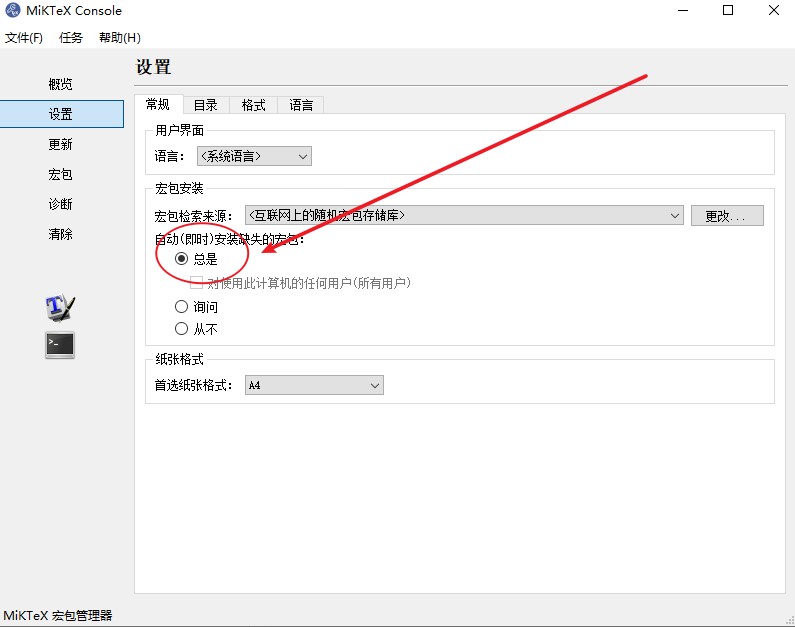 MiKTeX Console
文件(F) 任务 帮助(H)
设置
概览
设置
更新
宏包
诊断
清除
常规 目录 格式 语言
用户界面
语言： <系统语言>
宏包安装
宏包检索来源： <互联网上的随机宏包存储库> 更改...
自动(即时)安装缺失的宏包：
总是
对使用此计算机的任何用户(所有用户)
询问
从不
纸张格式
首选纸张格式： A4
MiKTeX 宏包管理器